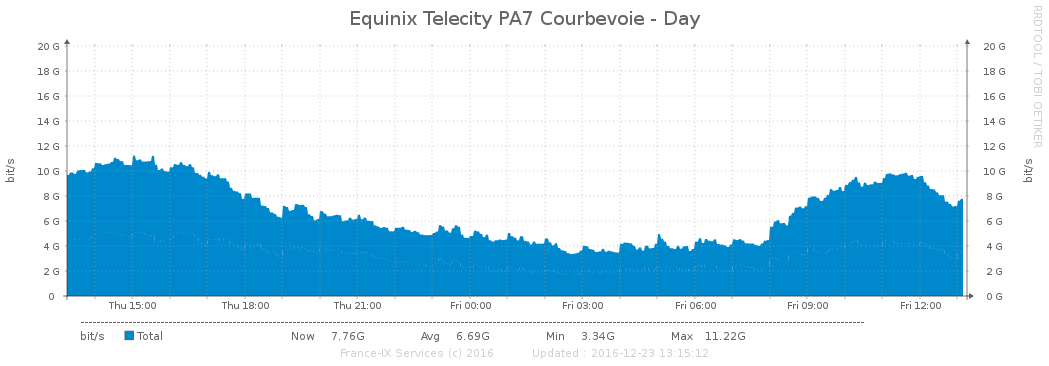 Equinix Telecity PA7 Courbevoie - Day
RRDTOOL / TOBI OETIKER
bit/s
20 G 20 G
18 G 18 G
16 G 16 G
14 G 14 G
12 G 12 G
10 G 10 G
8 G 8 G
6 G 6 G
4 G 4 G
2 G 2 G
0 0 G
bit/s
Thu 15:00 Thu 18:00 Thu 21:00 Fri 00:00 Fri 03:00 Fri 06:00 Fri 09:00 Fri 12:00
bit/s Total Now 7.76G Avg 6.69G Min 3.34G Max 11.22G
France-IX Services (c) 2016 Updated : 2016-12-23 13:15:12